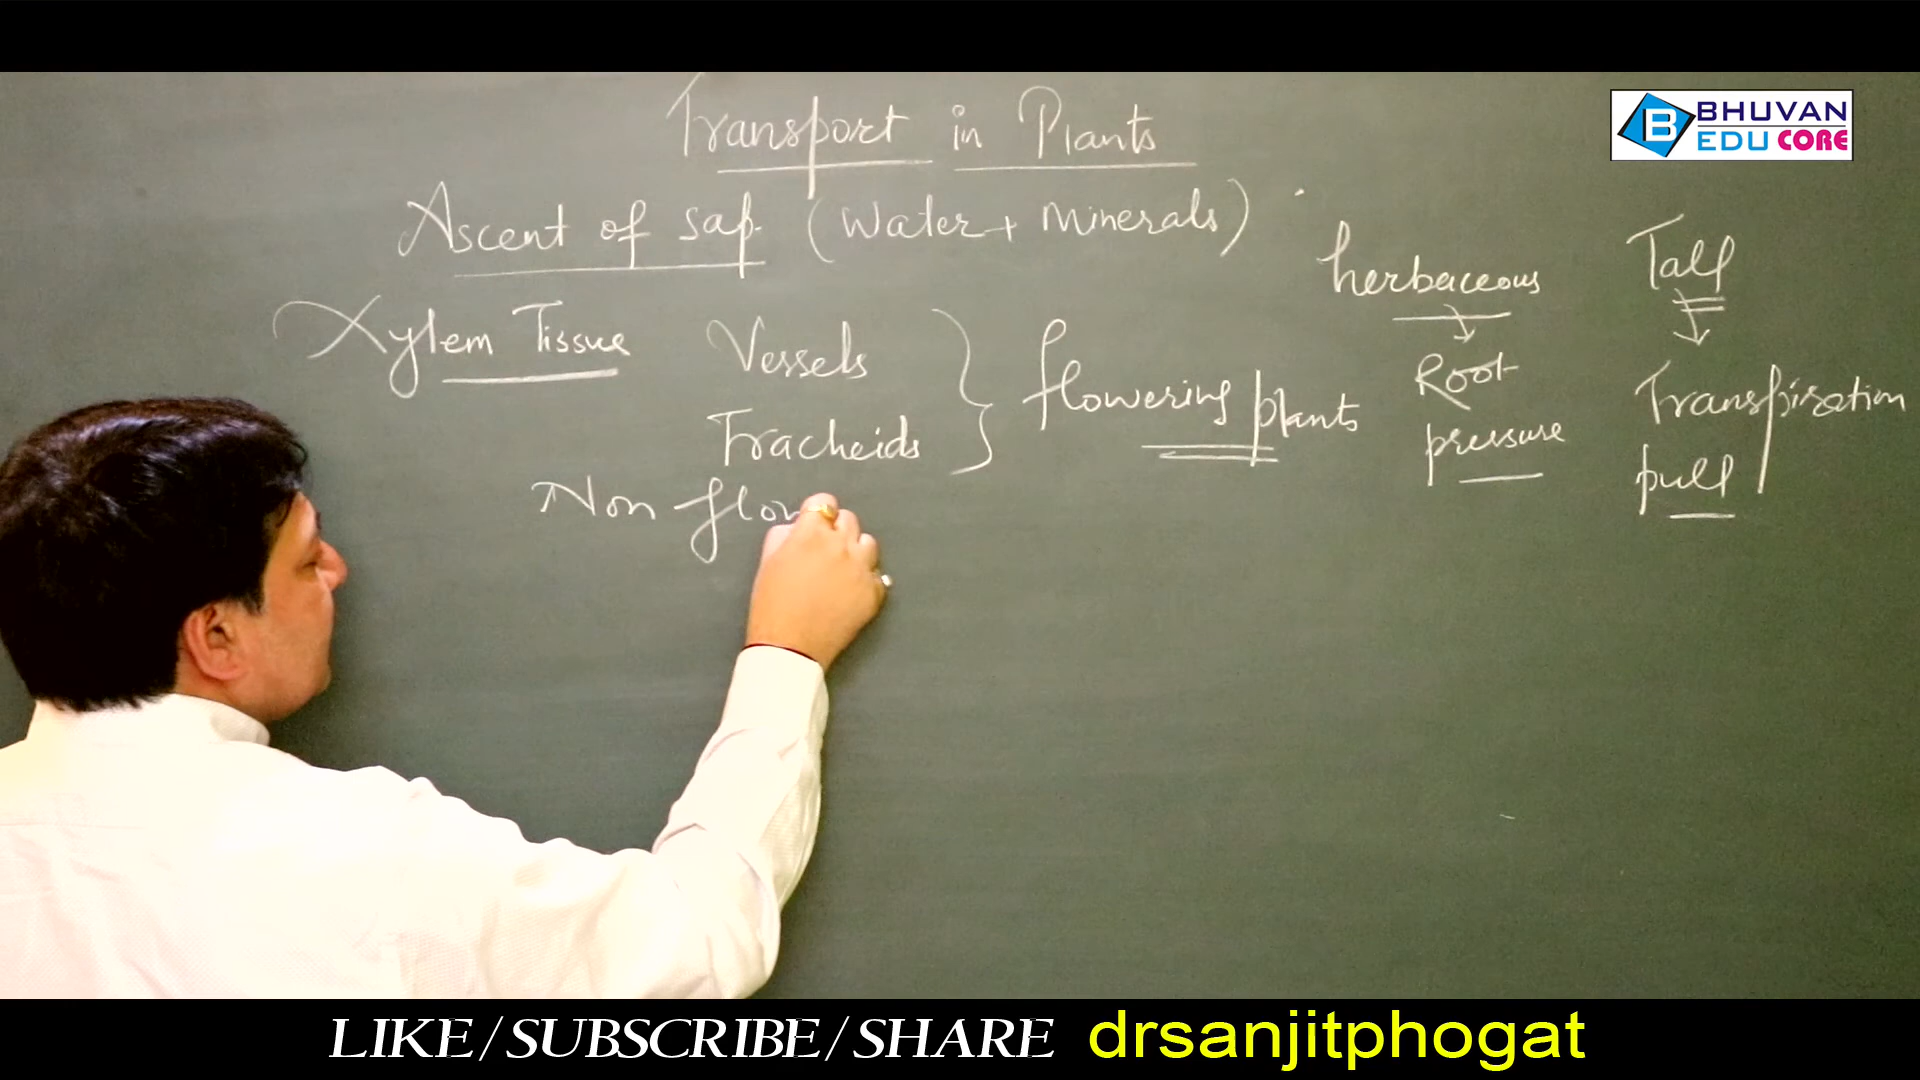 Transport in Plants
BHUVAN
EDU CORE
B
Ascent of sap (Water + Minerals)
herbaceous
Root
pressure
Tall
Transpiration
pull
Xylem Tissue
Vessels
Tracheids
flowering plants
Non flow
LIKE/SUBSCRIBE/SHARE drsanjitphogat